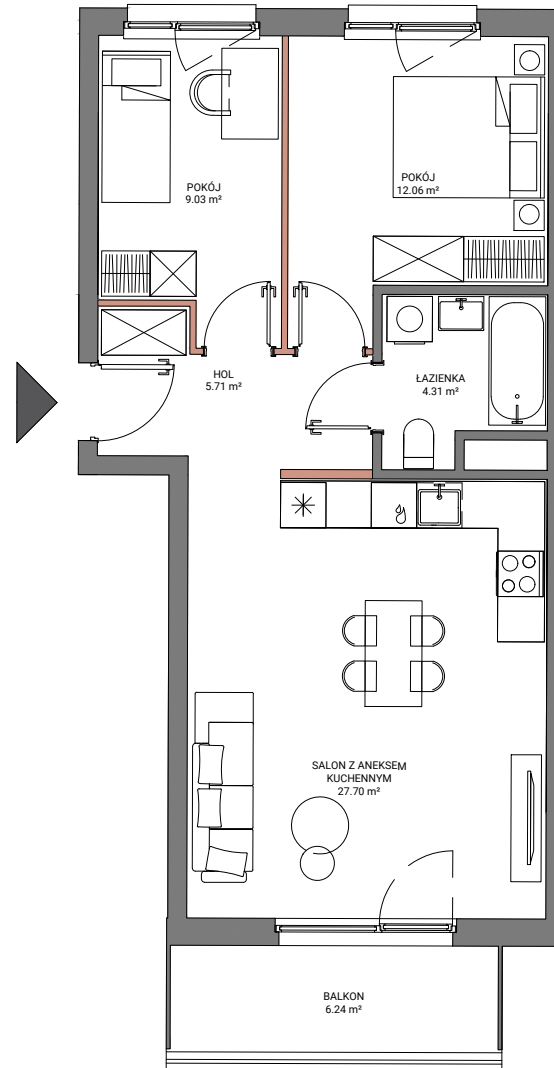 POKÓJ
9.03 m²
POKÓJ
12.06 m²
HOL
5.71 m²
ŁAZIENKA
4.31 m²
SALON Z ANEKSEM
KUCHENNYM
27.70 m²
BALKON
6.24 m²